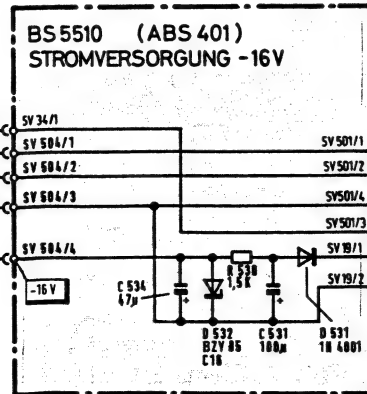 BS 5510 (ABS 401)
STROMVERSORGUNG -16V
SV 34/1
SV 504/1
SV 501/1
SV 504/2
SV 501/2
SV 504/3
SV501/4
SV 501/3
SV 504/4
SV 19/1
-16 V
C 534
47µ
R 530
1,5K
SV 19/2
D 532
BZY 85
C16
C 531
100µ
D 531
1N 4001